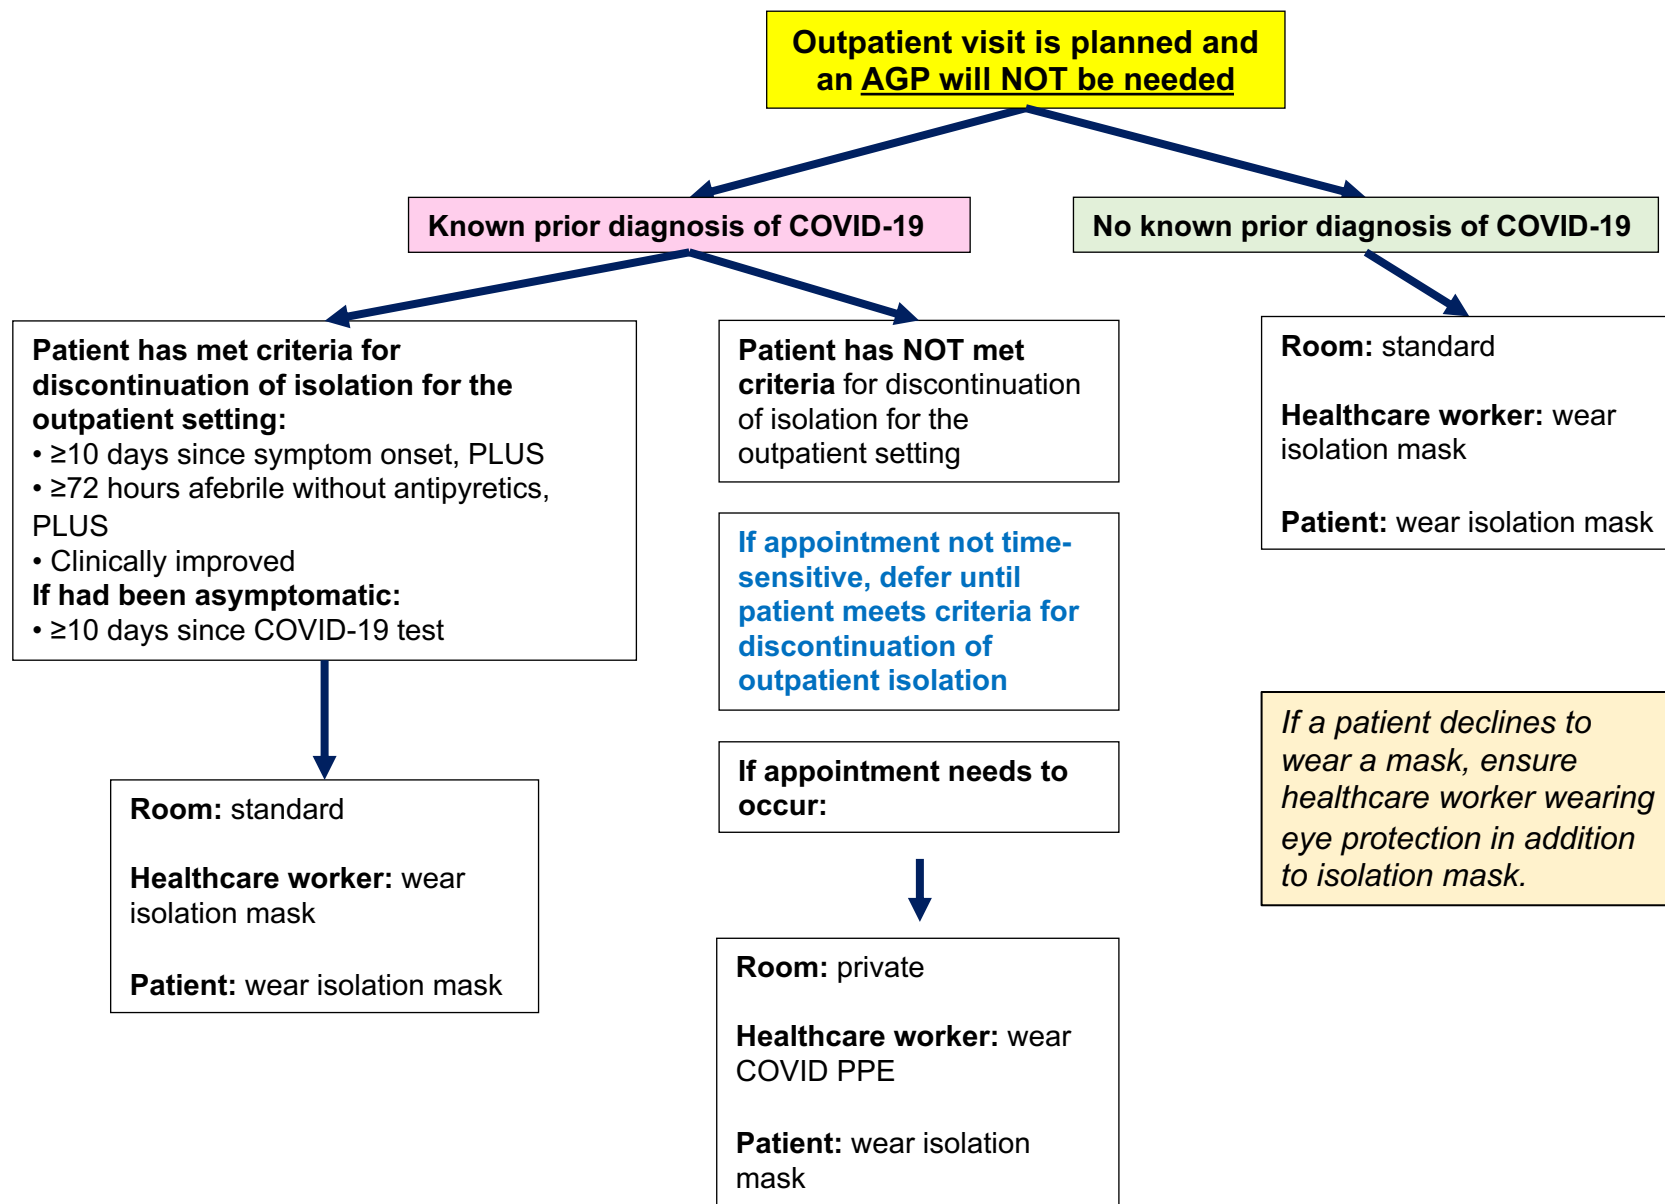 Outpatient visit is planned and
an AGP will NOT be needed
Known prior diagnosis of COVID-19
No known prior diagnosis of COVID-19
Patient has met criteria for
discontinuation of isolation for the
outpatient setting:
• ≥10 days since symptom onset, PLUS
• ≥72 hours afebrile without antipyretics,
PLUS
• Clinically improved
If had been asymptomatic:
• ≥10 days since COVID-19 test
Room: standard
Healthcare worker: wear
isolation mask
Patient: wear isolation mask
Patient has NOT met
criteria for discontinuation
of isolation for the
outpatient setting
If appointment not time-
sensitive, defer until
patient meets criteria for
discontinuation of
outpatient isolation
If appointment needs to
occur:
Room: private
Healthcare worker: wear
COVID PPE
Patient: wear isolation
mask
Room: standard
Healthcare worker: wear
isolation mask
Patient: wear isolation mask
If a patient declines to
wear a mask, ensure
healthcare worker wearing
eye protection in addition
to isolation mask.